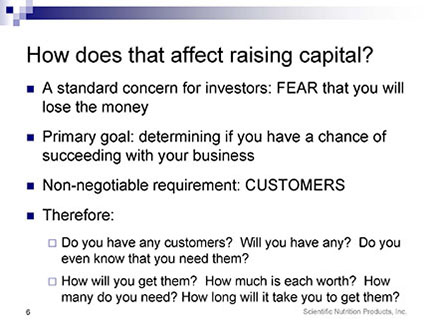 How does that affect raising capital?
A standard concern for investors: FEAR that you will
lose the money
Primary goal: determining if you have a chance of
succeeding with your business
Non-negotiable requirement: CUSTOMERS
Therefore:
Do you have any customers? Will you have any? Do you
even know that you need them?
How will you get them? How much is each worth? How
many do you need? How long will it take you to get them?
6
Scientific Nutrition Products, Inc.